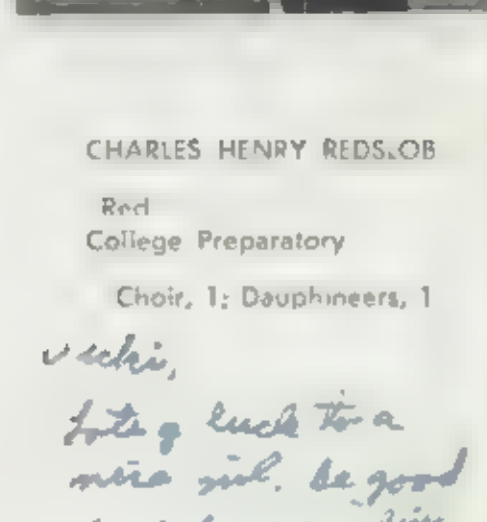 CHARLES HENRY REDSLOB
Red
College Preparatory
Choir, 1; Dauphineers, 1
Vicki,
Lots of luck to a
nice girl. Be good